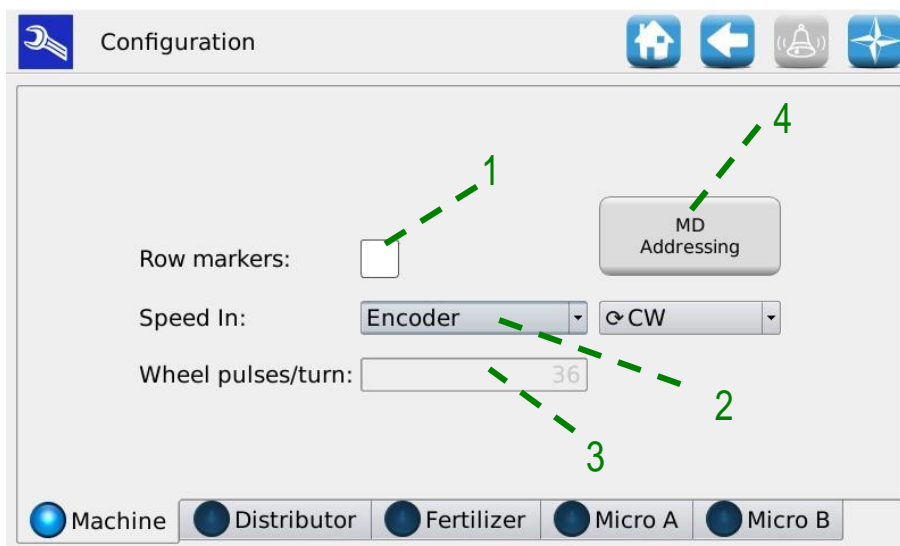 Configuration
4
1
MD
Addressing
Row markers:
Speed In: Encoder CW
Wheel pulses/turn: 36
2
3
Machine Distributor Fertilizer Micro A Micro B